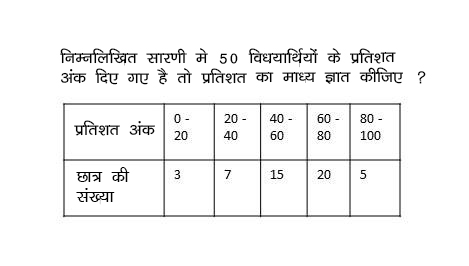 निम्नलिखित सारणी मे 50 विधयार्थियों के प्रतिशत
अंक दिए गए है तो प्रतिशत का माध्य ज्ञात कीजिए ?
प्रतिशत अंक 0 - 20 20 - 40 40 - 60 60 - 80 80 - 100
छात्र की संख्या 3 7 15 20 5